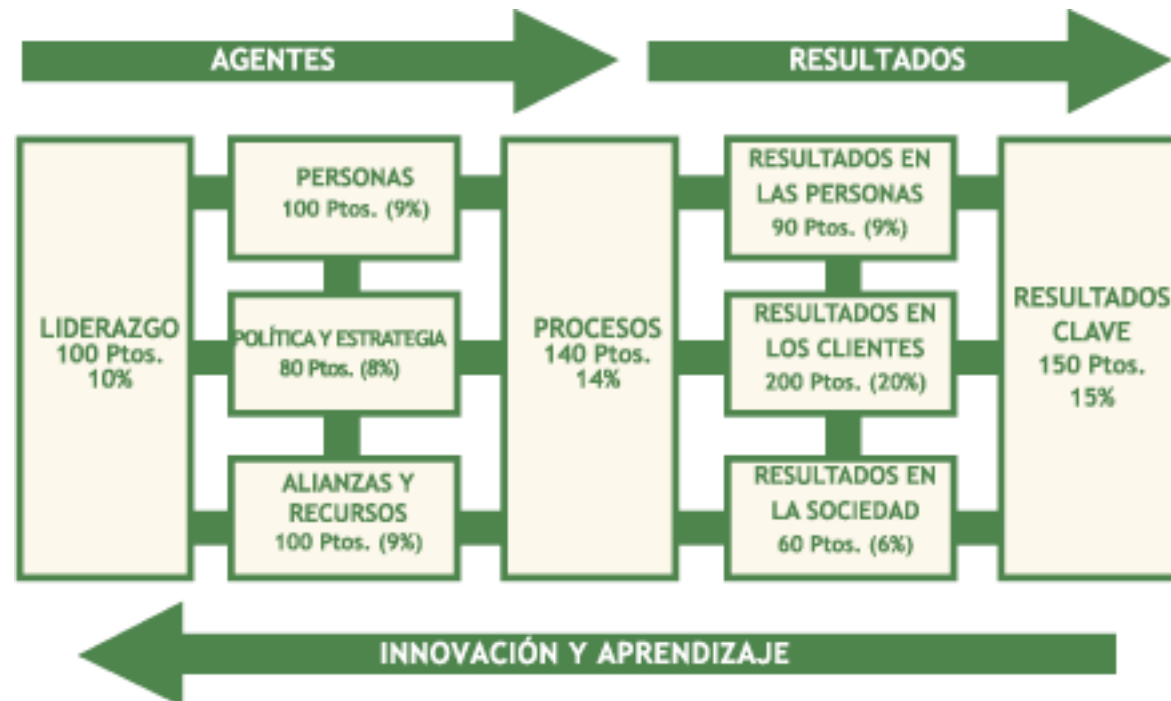 AGENTES
RESULTADOS
LIDERAZGO
100 Ptos.
10%
PERSONAS
100 Ptos. (9%)
POLÍTICA Y ESTRATEGIA
80 Ptos. (8%)
ALIANZAS Y
RECURSOS
100 Ptos. (9%)
PROCESOS
140 Ptos.
14%
RESULTADOS EN
LAS PERSONAS
90 Ptos. (9%)
RESULTADOS EN
LOS CLIENTES
200 Ptos. (20%)
RESULTADOS EN
LA SOCIEDAD
60 Ptos. (6%)
RESULTADOS
CLAVE
150 Ptos.
15%
INNOVACIÓN Y APRENDIZAJE